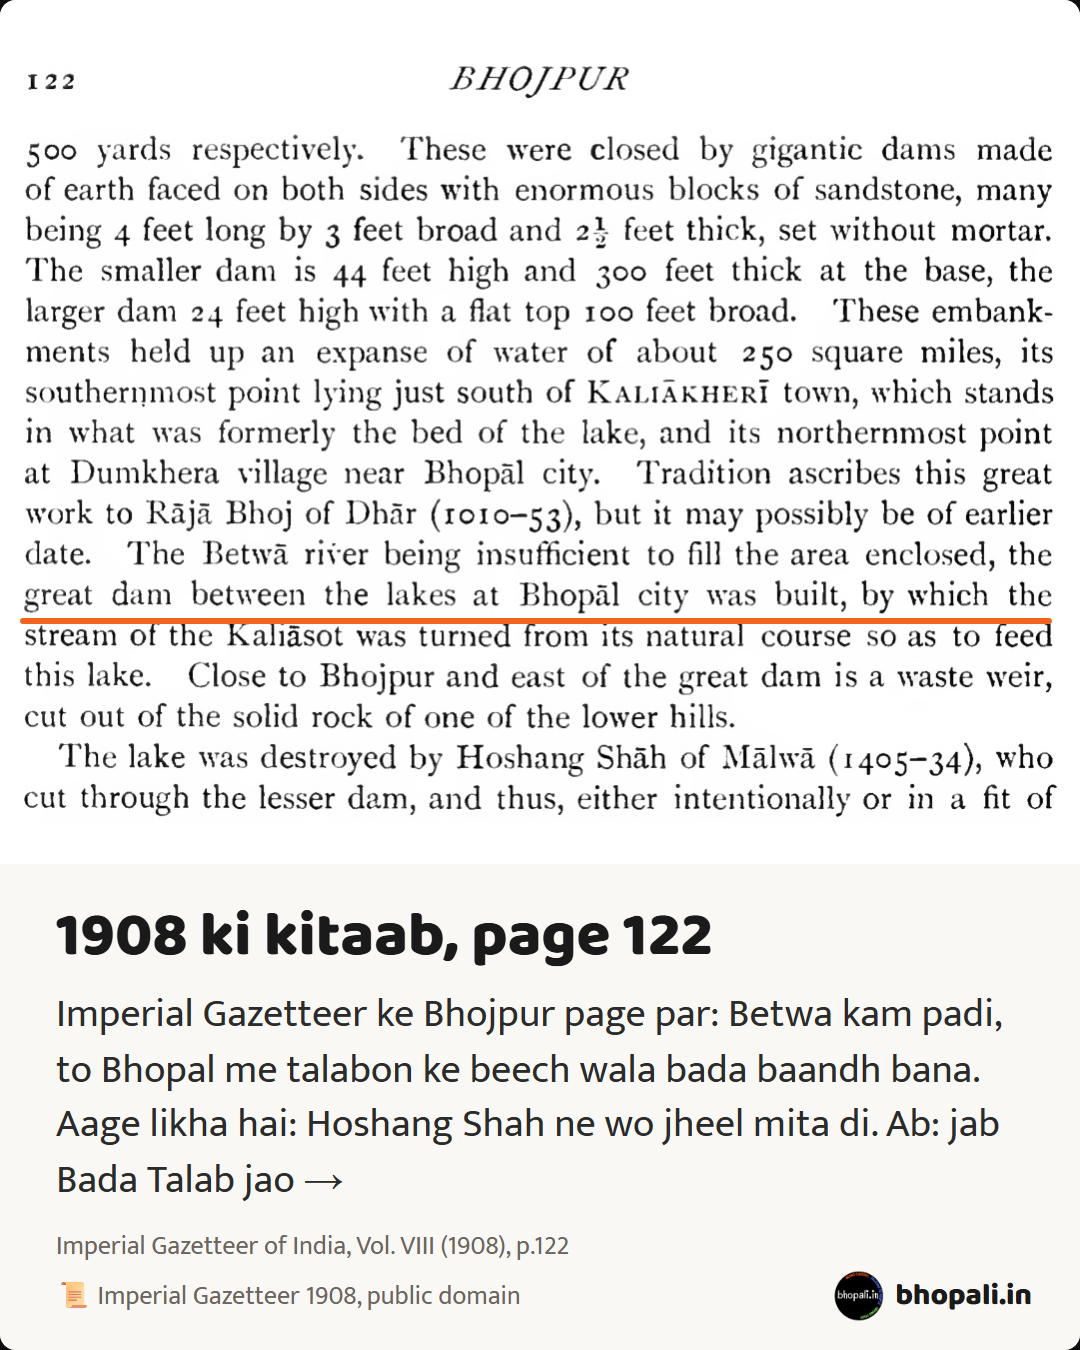 122
BHOJPUR
500 yards respectively. These were closed by gigantic dams made
of earth faced on both sides with enormous blocks of sandstone, many
being 4 feet long by 3 feet broad and 2½ feet thick, set without mortar.
The smaller dam is 44 feet high and 300 feet thick at the base, the
larger dam 24 feet high with a flat top 100 feet broad. These embank-
ments held up an expanse of water of about 250 square miles, its
southernmost point lying just south of KALIĀKHERĪ town, which stands
in what was formerly the bed of the lake, and its northernmost point
at Dumkhera village near Bhopāl city. Tradition ascribes this great
work to Rājā Bhoj of Dhār (1010–53), but it may possibly be of earlier
date. The Betwā river being insufficient to fill the area enclosed, the
great dam between the lakes at Bhopāl city was built, by which the
stream of the Kaliāsot was turned from its natural course so as to feed
this lake. Close to Bhojpur and east of the great dam is a waste weir,
cut out of the solid rock of one of the lower hills.
The lake was destroyed by Hoshang Shāh of Mālwā (1405–34), who
cut through the lesser dam, and thus, either intentionally or in a fit of
1908 ki kitaab, page 122
Imperial Gazetteer ke Bhojpur page par: Betwa kam padi,
to Bhopal me talabon ke beech wala bada baandh bana.
Aage likha hai: Hoshang Shah ne wo jheel mita di. Ab: jab
Bada Talab jao →
Imperial Gazetteer of India, Vol. VIII (1908), p.122
Imperial Gazetteer 1908, public domain
bhopali.in
bhopali.in